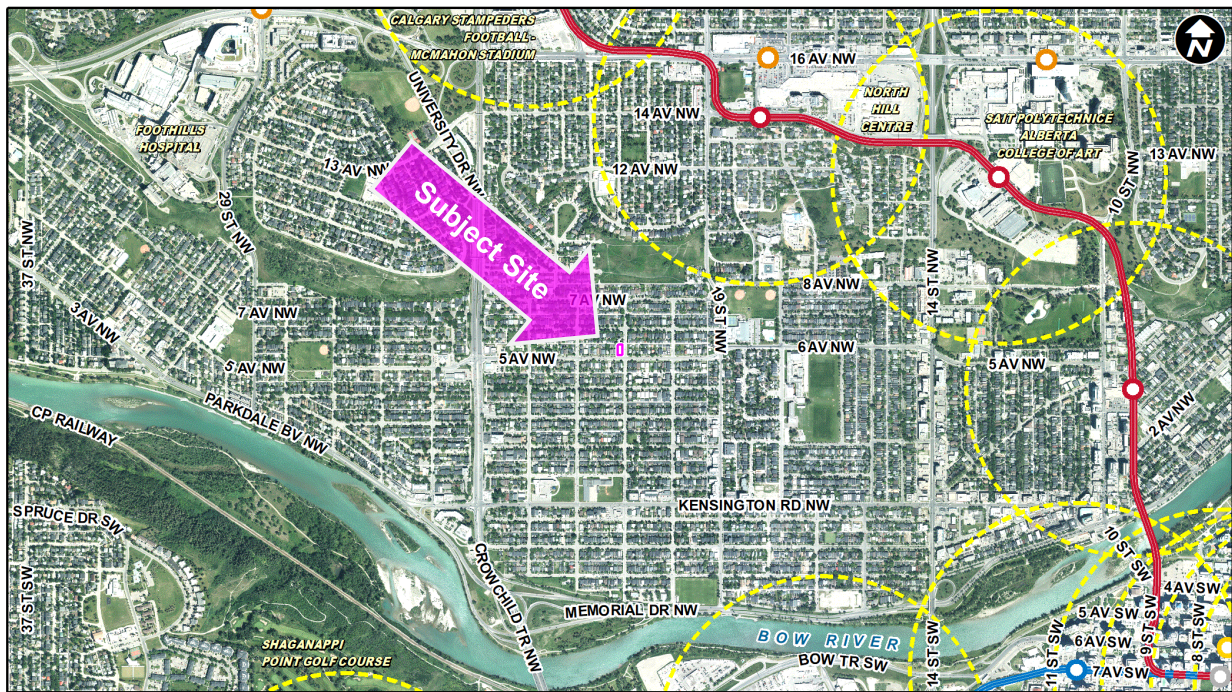 CALGARY STAMPEDERS
FOOTBALL -
MCMAHON STADIUM
N
16 AV NW
UNIVERSITY DR NW
NORTH
HILL
CENTRE
14 AV NW
SAIT POLYTECHNICE
ALBERTA
COLLEGE OF ART
FOOTHILLS
HOSPITAL
13 AV NW
12 AV NW
13 AV NW
10 ST NW
29 ST NW
37 ST NW
Subject Site
14 ST NW
19 ST NW
8 AV NW
7 AV NW
7 AV NW
3 AV NW
6 AV NW
5 AV NW
5 AV NW
5 AV NW
2 AV NW
PARKDALE BV NW
CP RAILWAY
KENSINGTON RD NW
SPRUCE DR SW
CROWCHILD TR NW
10 ST SW
37 ST SW
MEMORIAL DR NW
4 AV SW
5 AV SW
6 AV SW
7 AV SW
BOW RIVER
BOW TR SW
14 ST SW
11 ST SW
9 ST SW
8 ST SW
SHAGANAPPI
POINT GOLF COURSE